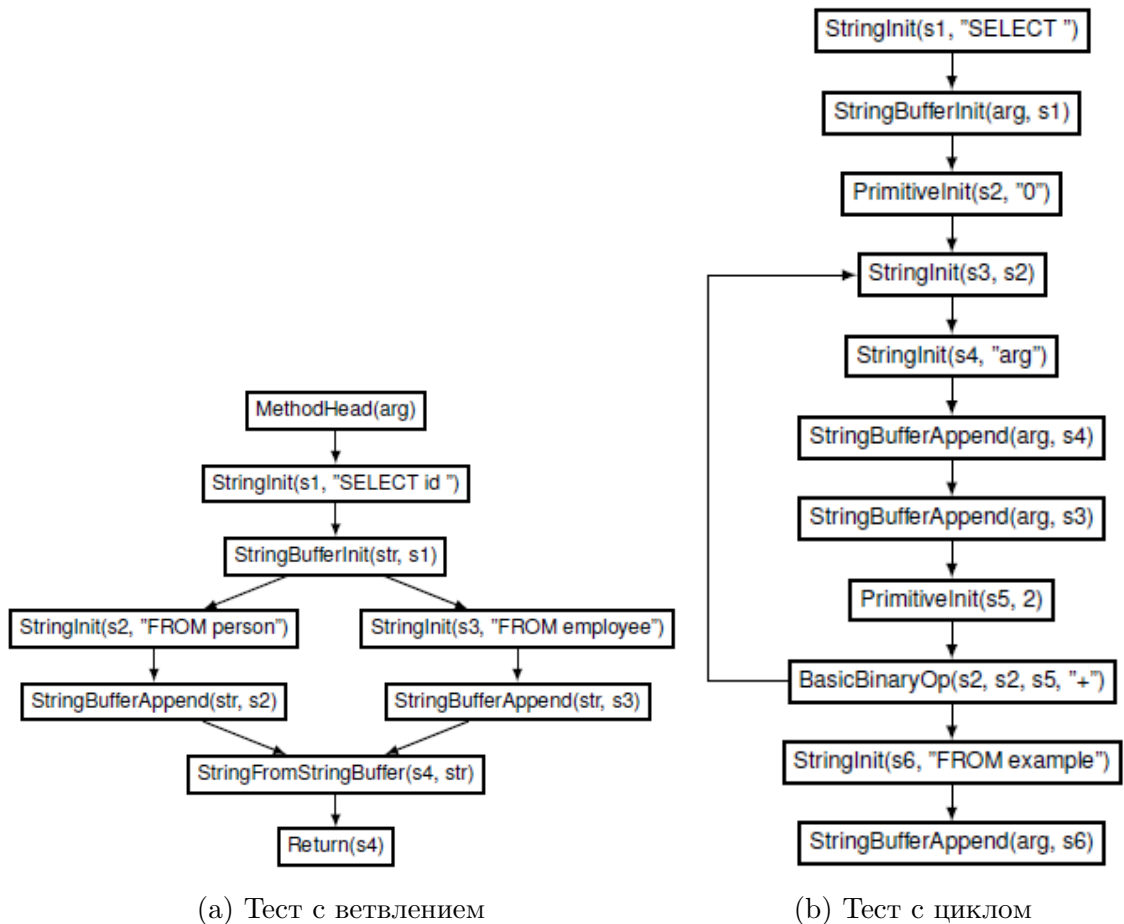 MethodHead(arg)
StringInit(s1, "SELECT id ")
StringBufferInit(str, s1)
StringInit(s2, "FROM person")
StringInit(s3, "FROM employee")
StringBufferAppend(str, s2)
StringBufferAppend(str, s3)
StringFromStringBuffer(s4, str)
Return(s4)
(a) Тест с ветвлением
StringInit(s1, "SELECT ")
StringBufferInit(arg, s1)
PrimitiveInit(s2, "0")
StringInit(s3, s2)
StringInit(s4, "arg")
StringBufferAppend(arg, s4)
StringBufferAppend(arg, s3)
PrimitiveInit(s5, 2)
BasicBinaryOp(s2, s2, s5, "+")
StringInit(s6, "FROM example")
StringBufferAppend(arg, s6)
(b) Тест с циклом